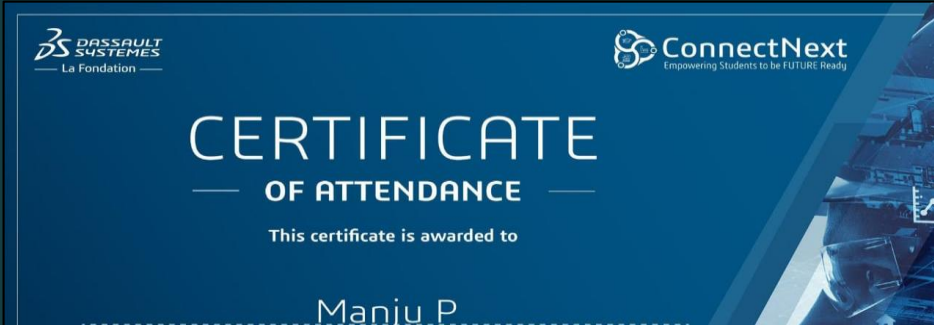 DASSAULT
SYSTEMES
La Fondation
ConnectNext
Empowering Students to be FUTURE Ready
CERTIFICATE
OF ATTENDANCE
This certificate is awarded to
Manju P